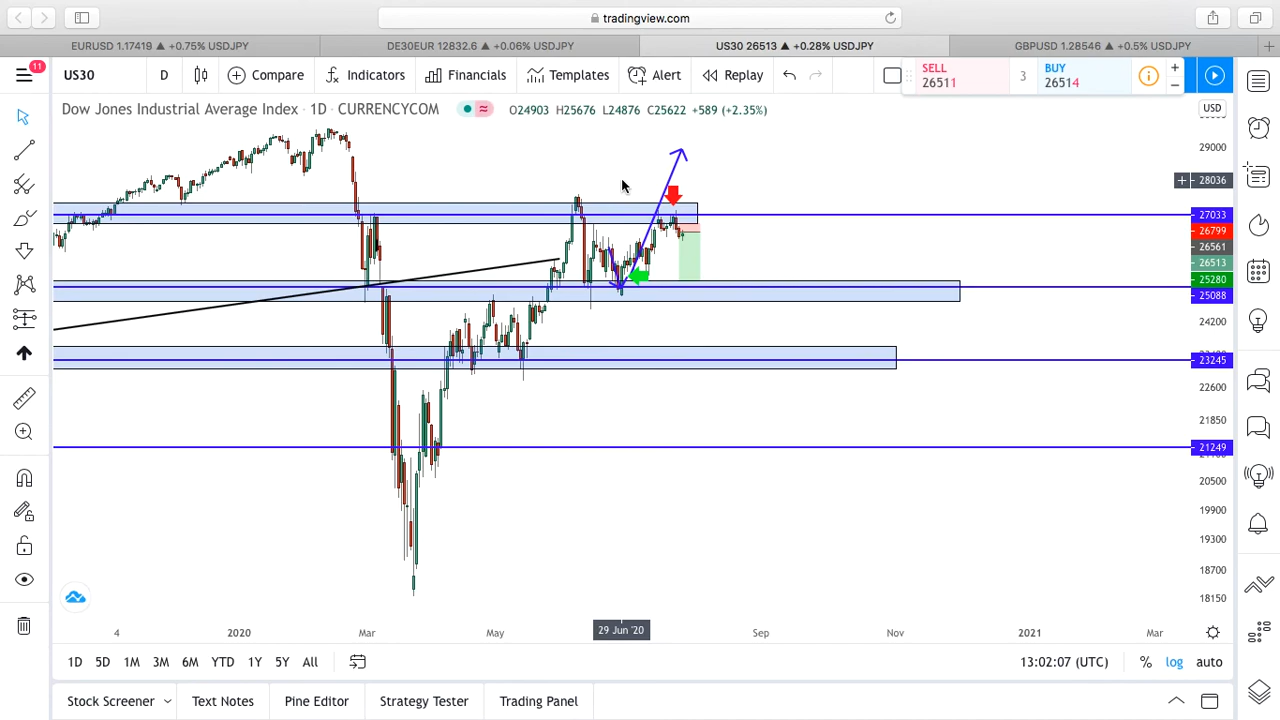 tradingview.com
EURUSD 1.17419 ▲ +0.75% USDJPY
DE30EUR 12832.6 ▲ +0.06% USDJPY
US30 26513 ▲ +0.28% USDJPY
GBPUSD 1.28546 ▲ +0.5% USDJPY
11
US30
D
Compare
Indicators
Financials
Templates
Alert
Replay
SELL
26511
3
BUY
26514
Dow Jones Industrial Average Index · 1D · CURRENCYCOM
O24903 H25676 L24876 C25622 +589 (+2.35%)
USD
29000
28036
27033
26799
26561
26513
25280
25088
24200
23245
22600
21850
21249
20500
19900
19300
18700
18150
4
2020
Mar
May
29 Jun '20
Sep
Nov
2021
Mar
1D 5D 1M 3M 6M YTD 1Y 5Y All
13:02:07 (UTC)
%
log
auto
Stock Screener
Text Notes
Pine Editor
Strategy Tester
Trading Panel